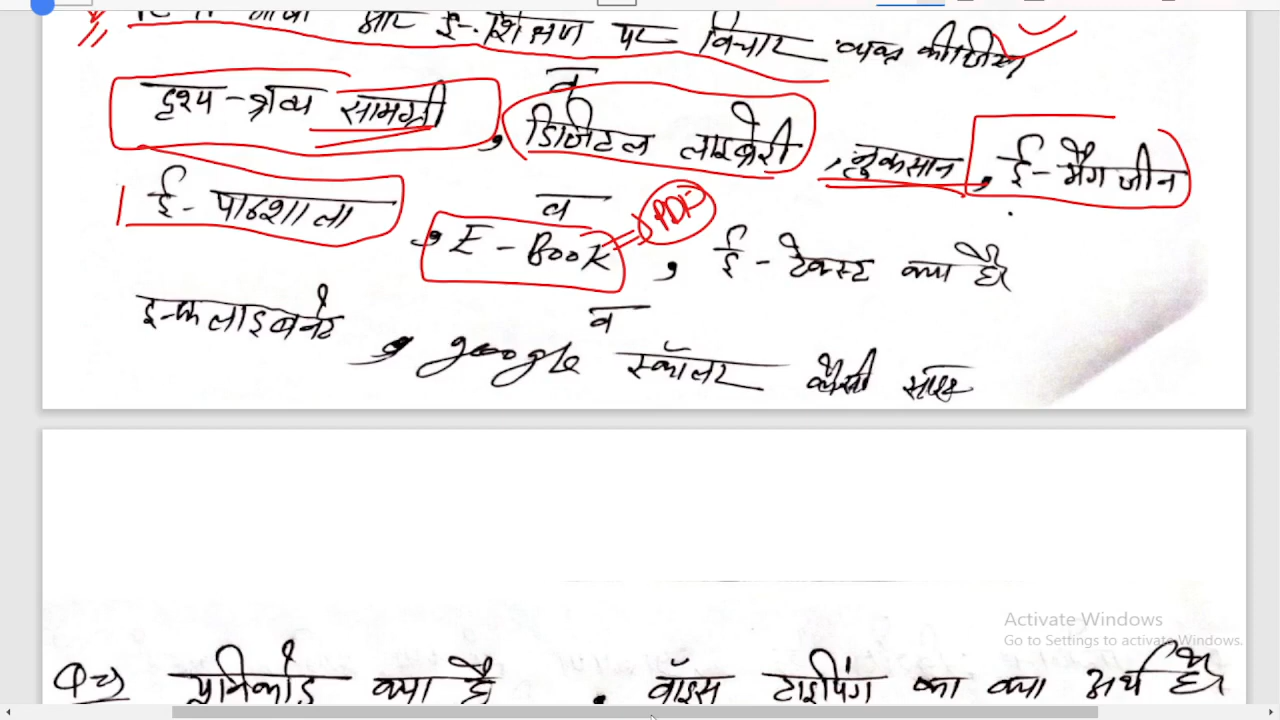 और ई-शिक्षण पर विचार व्यक्त कीजिए
दृश्य-श्रव्य सामग्री, व डिजिटल लाइब्रेरी, नुकसान, ई-मैगजीन
ई-पाठशाला, व E-Book PDF, ई-टेक्स्ट क्या है
व google स्कॉलर
Activate Windows
Go to Settings to activate Windows.
यूनिकोड क्या है, वॉइस टाइपिंग का क्या अर्थ है